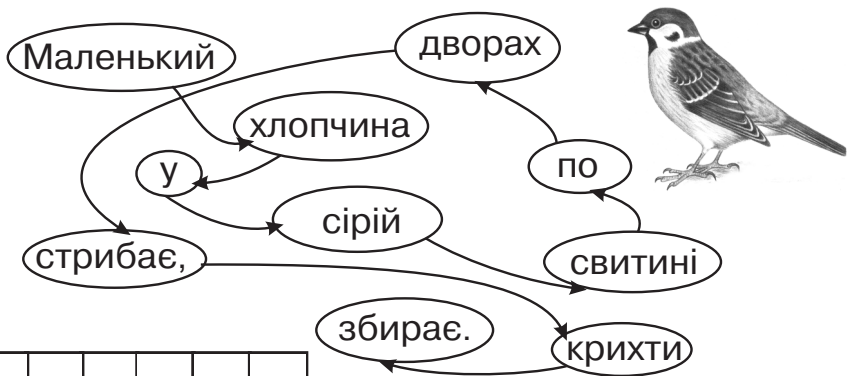 Маленький
хлопчина
у
сірій
свитині
по
дворах
стрибає,
крихти
збирає.